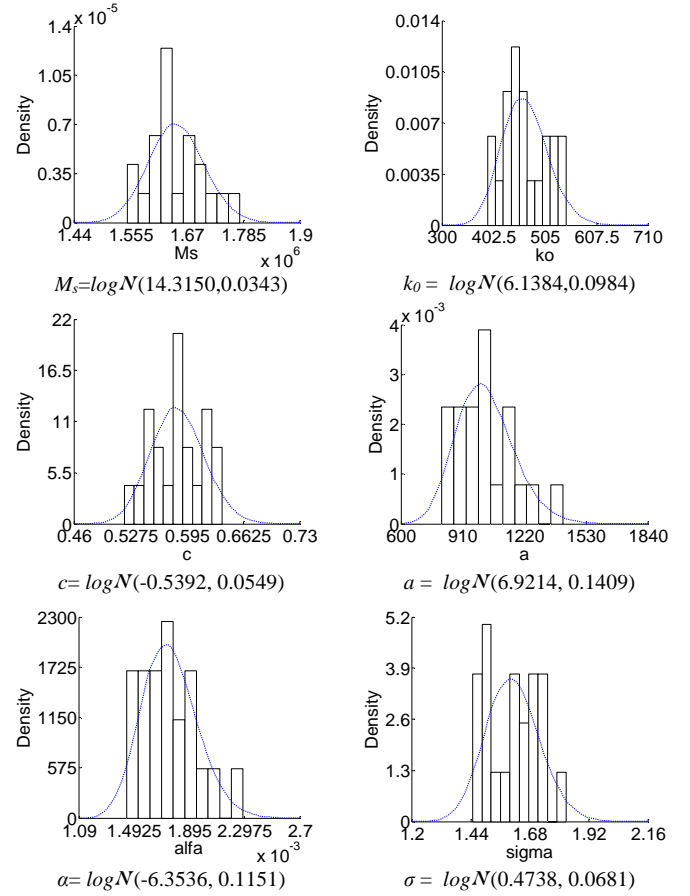 x 10^-5
1.4
1.05
0.7
0.35
0
Density
1.44 1.555 1.67 1.785 1.9
Ms
x 10^6
M_s=logN(14.3150,0.0343)
0.014
0.0105
0.007
0.0035
0
Density
300 402.5 505 607.5 710
ko
k_0 = logN(6.1384,0.0984)
22
16.5
11
5.5
0
Density
0.46 0.5275 0.595 0.6625 0.73
c
c= logN(-0.5392, 0.0549)
x 10^-3
4
3
2
1
0
Density
600 910 1220 1530 1840
a
a = logN(6.9214, 0.1409)
2300
1725
1150
575
0
Density
1.09 1.4925 1.895 2.2975 2.7
alfa
x 10^-3
α=logN(-6.3536, 0.1151)
5.2
3.9
2.6
1.3
0
Density
1.2 1.44 1.68 1.92 2.16
sigma
σ = logN(0.4738, 0.0681)